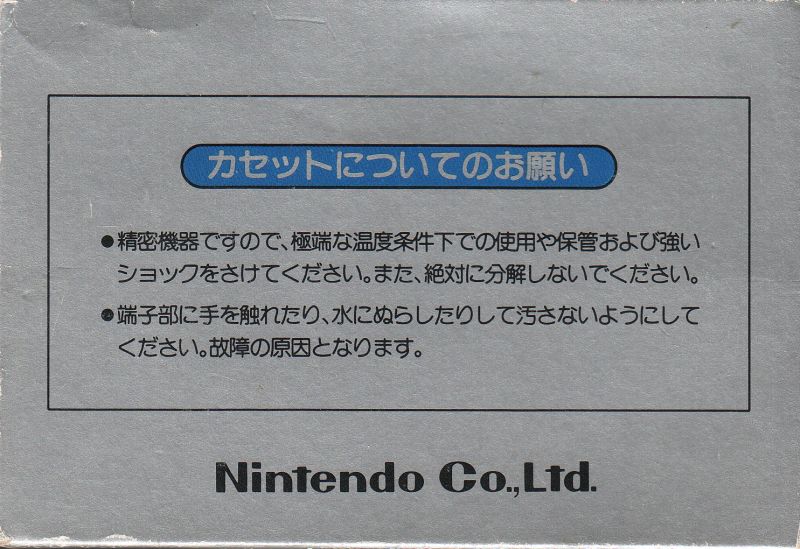 カセットについてのお願い
●精密機器ですので、極端な温度条件下での使用や保管および強い
ショックをさけてください。また、絶対に分解しないでください。
●端子部に手を触れたり、水にぬらしたりして汚さないようにして
ください。故障の原因となります。
Nintendo Co.,Ltd.